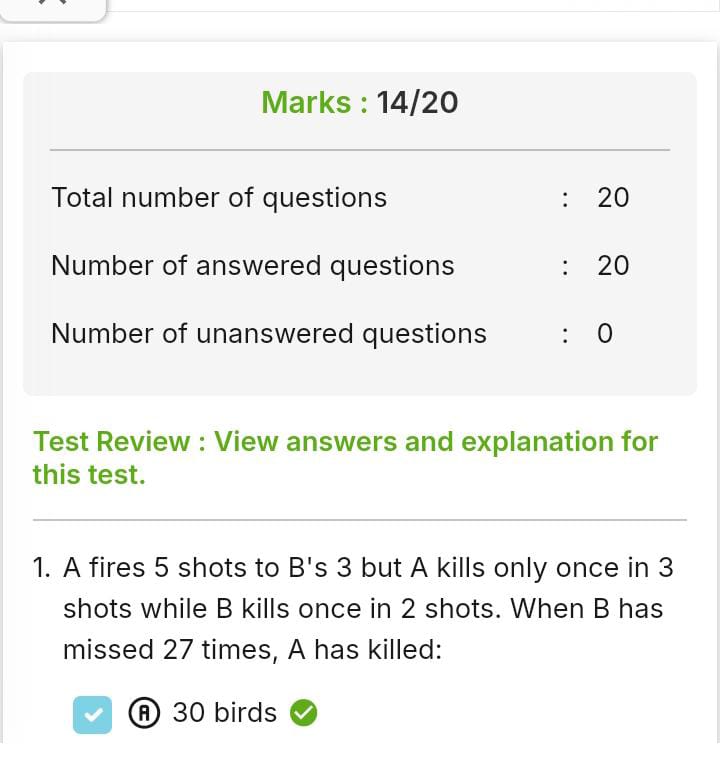 Marks : 14/20
Total number of questions : 20
Number of answered questions : 20
Number of unanswered questions : 0
Test Review : View answers and explanation for
this test.
1. A fires 5 shots to B's 3 but A kills only once in 3
shots while B kills once in 2 shots. When B has
missed 27 times, A has killed:
A 30 birds